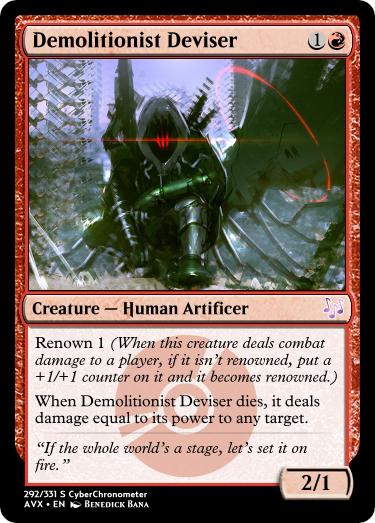 Demolitionist Deviser 1
Creature — Human Artificer
Renown 1 (When this creature deals combat
damage to a player, if it isn't renowned, put a
+1/+1 counter on it and it becomes renowned.)
When Demolitionist Deviser dies, it deals
damage equal to its power to any target.
"If the whole world's a stage, let's set it on
fire."
2/1
292/331 S CyberChronometer
AVX • EN Benedick Bana